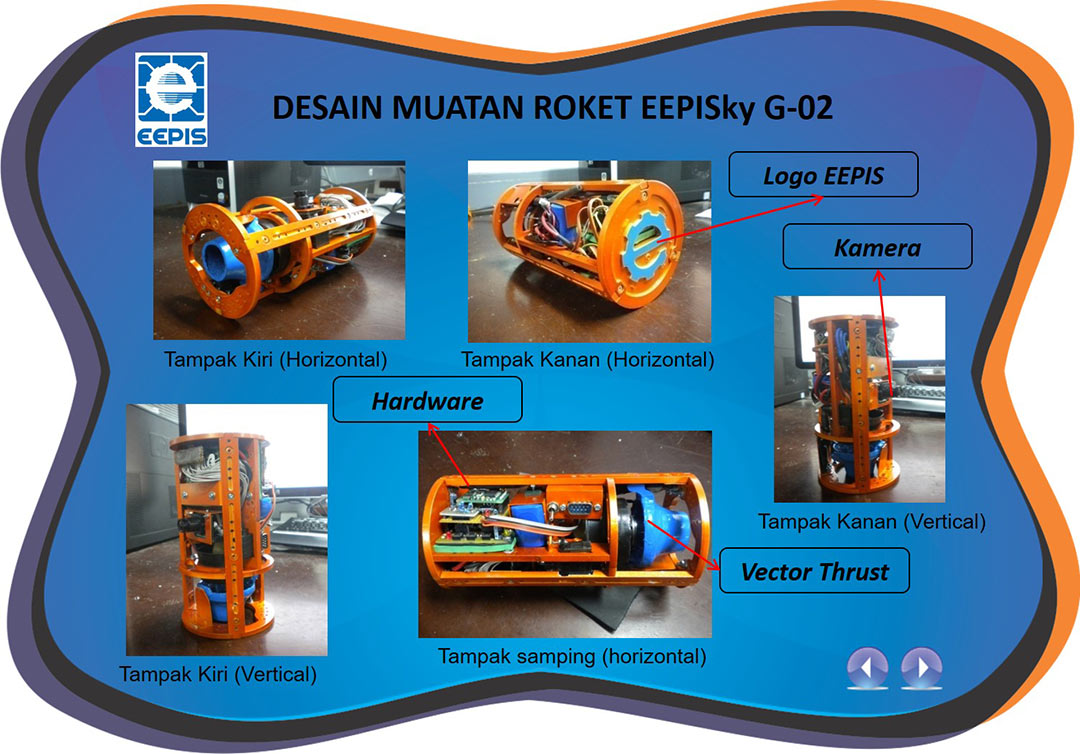 EEPIS
DESAIN MUATAN ROKET EEPISky G-02
Logo EEPIS
Kamera
Tampak Kiri (Horizontal)
Tampak Kanan (Horizontal)
Hardware
Tampak Kanan (Vertical)
Vector Thrust
Tampak samping (horizontal)
Tampak Kiri (Vertical)